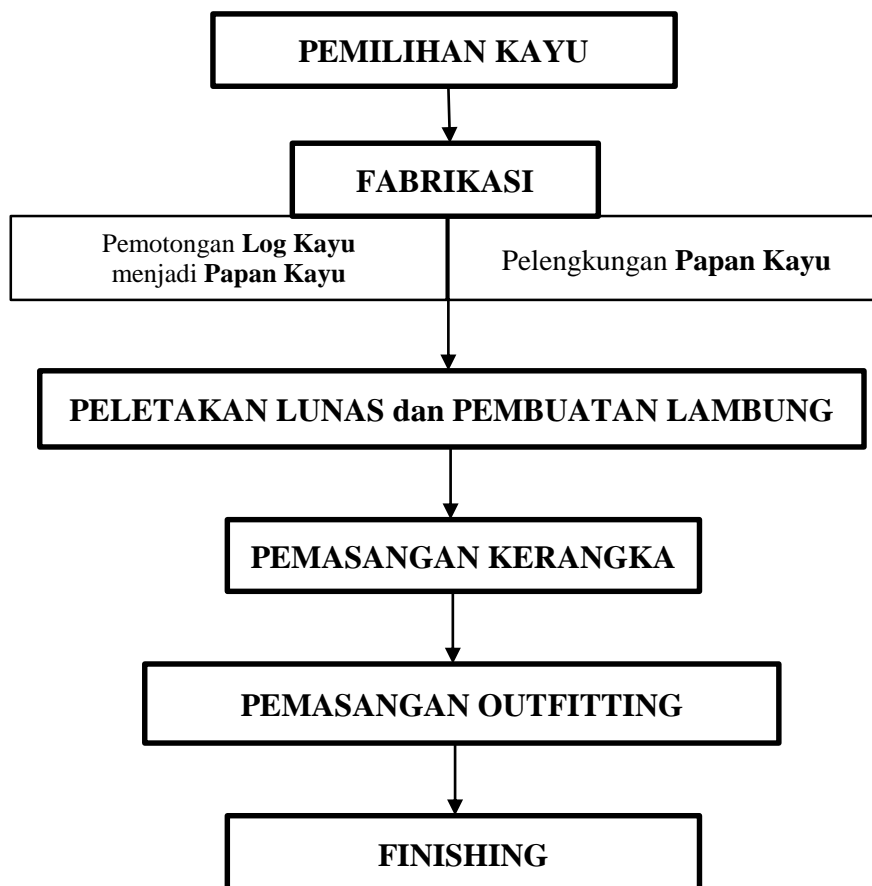 PEMILIHAN KAYU
FABRIKASI
Pemotongan Log Kayu
menjadi Papan Kayu
Pelengkungan Papan Kayu
PELETAKAN LUNAS dan PEMBUATAN LAMBUNG
PEMASANGAN KERANGKA
PEMASANGAN OUTFITTING
FINISHING